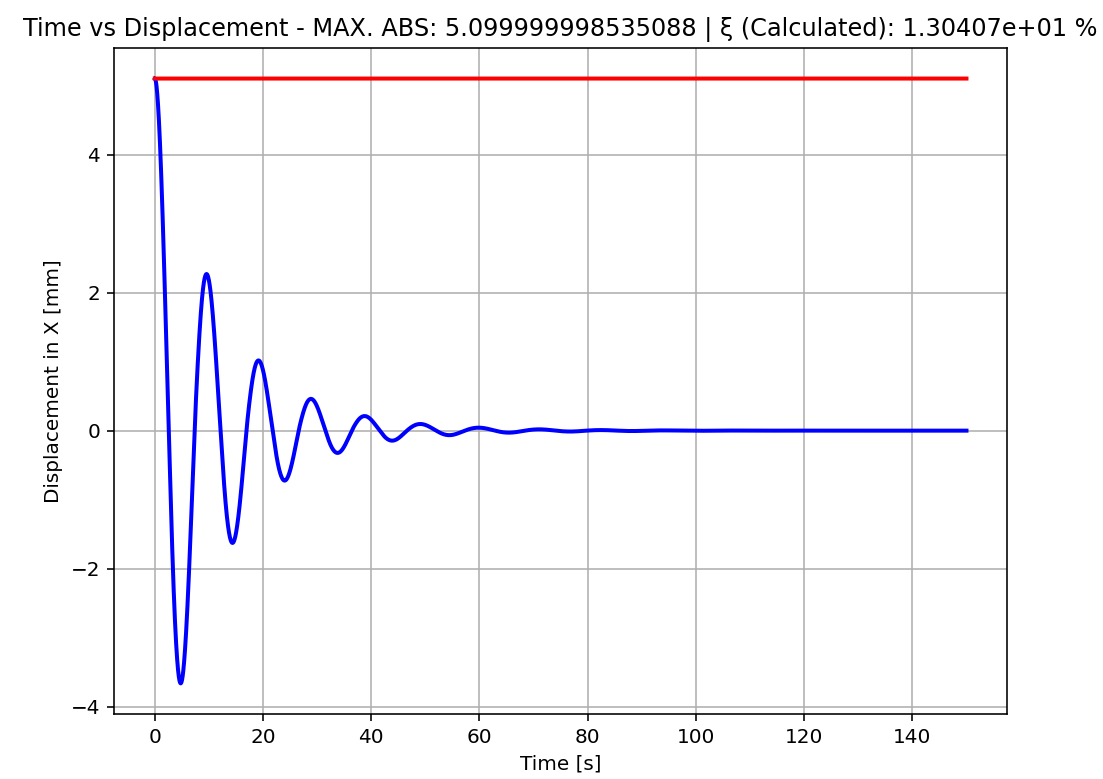 Time vs Displacement - MAX. ABS: 5.099999998535088 | ξ (Calculated): 1.30407e+01 %
Displacement in X [mm]
4
2
0
−2
−4
0 20 40 60 80 100 120 140
Time [s]